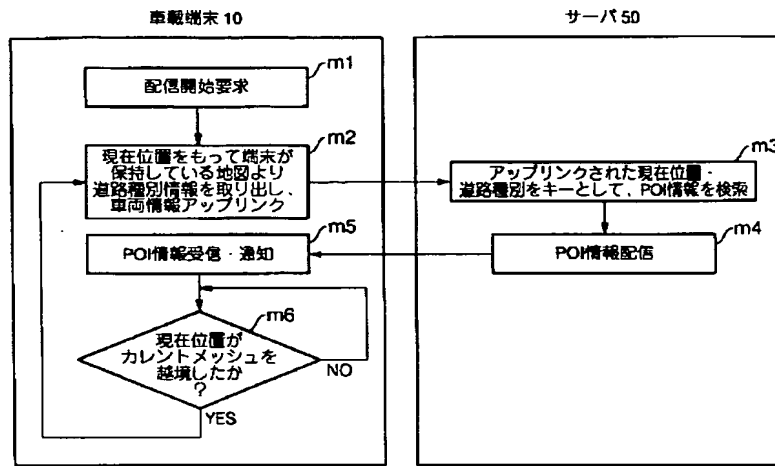 車載端末 10
サーバ 50
m1
配信開始要求
m2
現在位置をもって端末が
保持している地図より
道路種別情報を取り出し、
車両情報アップリンク
m3
アップリンクされた現在位置・
道路種別をキーとして、POI情報を検索
m5
POI情報受信・通知
m4
POI情報配信
m6
現在位置が
カレントメッシュを
越境したか
?
NO
YES